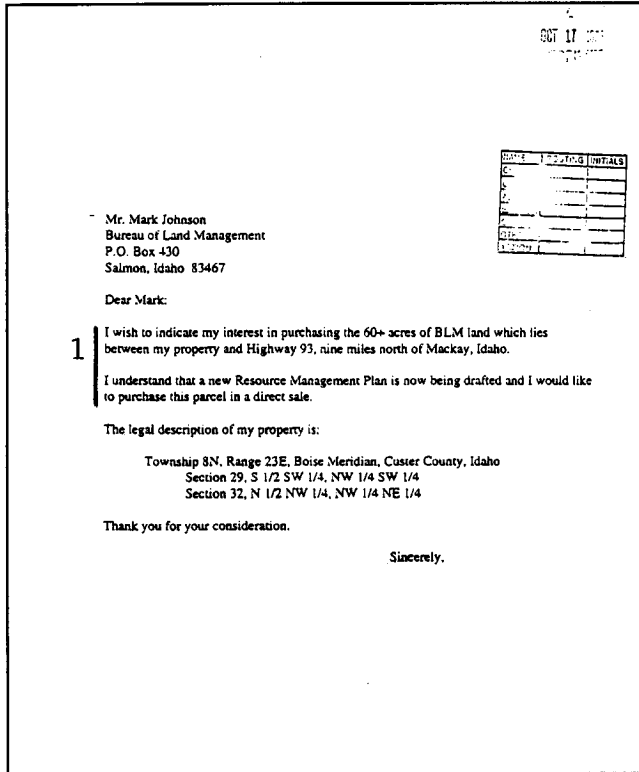 OCT 17
ROUTING INITIALS
Mr. Mark Johnson
Bureau of Land Management
P.O. Box 430
Salmon, Idaho 83467
Dear Mark:
1
I wish to indicate my interest in purchasing the 60+ acres of BLM land which lies
between my property and Highway 93, nine miles north of Mackay, Idaho.
I understand that a new Resource Management Plan is now being drafted and I would like
to purchase this parcel in a direct sale.
The legal description of my property is:
Township 8N, Range 23E, Boise Meridian, Custer County, Idaho
Section 29, S 1/2 SW 1/4, NW 1/4 SW 1/4
Section 32, N 1/2 NW 1/4, NW 1/4 NE 1/4
Thank you for your consideration.
Sincerely,